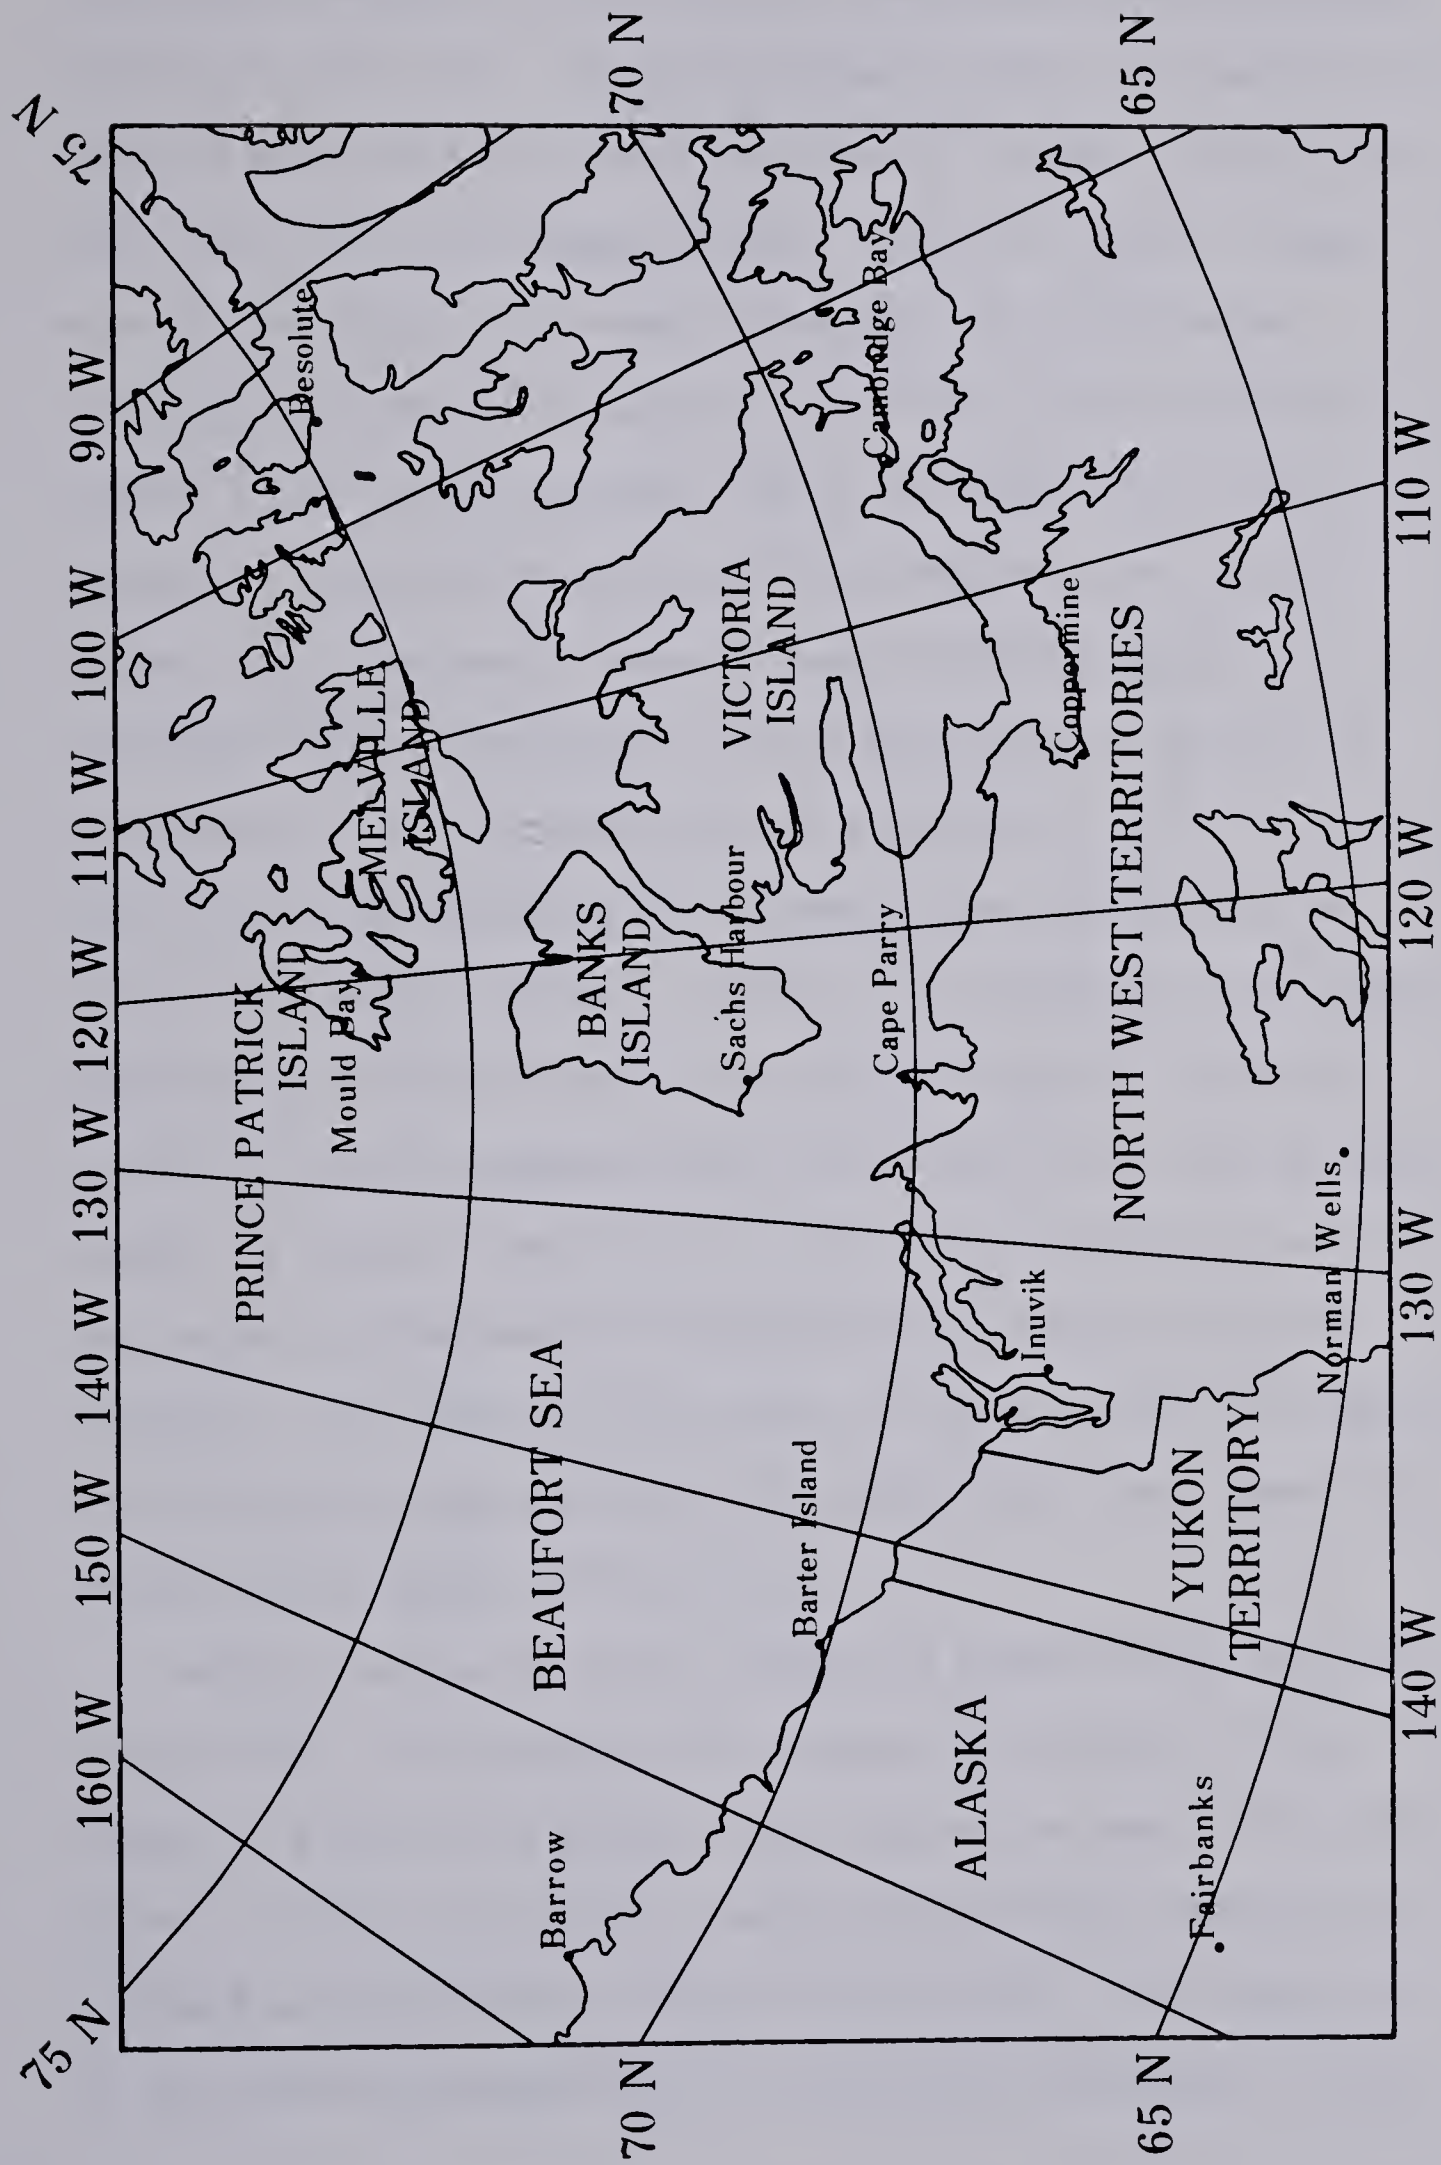 75 N
160 W
150 W
140 W
130 W
120 W
110 W
100 W
90 W
75 N
PRINCE PATRICK
ISLAND
Mould Bay
MELVILLE
ISLAND
Resolute
Barrow
BEAUFORT SEA
BANKS
ISLAND
Sachs Harbour
VICTORIA
ISLAND
70 N
70 N
Barter Island
Cape Parry
Cambridge Bay
ALASKA
Inuvik
Coppermine
NORTH WEST TERRITORIES
65 N
65 N
Fairbanks
YUKON
TERRITORY
Norman Wells
140 W
130 W
120 W
110 W